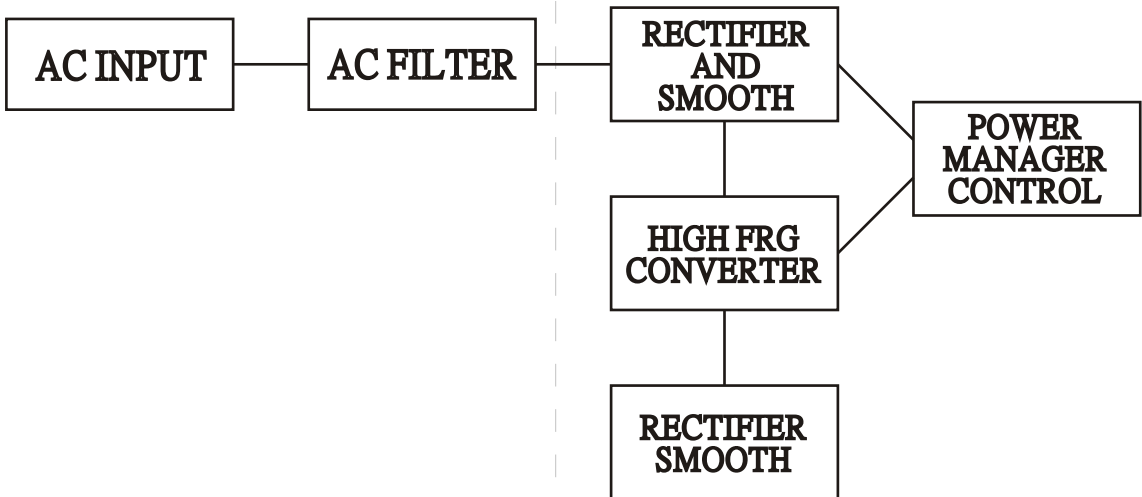 AC INPUT
AC FILTER
RECTIFIER
AND
SMOOTH
POWER
MANAGER
CONTROL
HIGH FRG
CONVERTER
RECTIFIER
SMOOTH